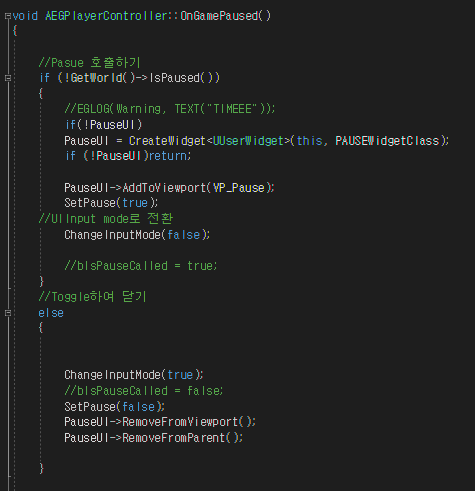 void AEGPlayerController::OnGamePaused()
{
//Pasue 호출하기
if (!GetWorld()->IsPaused())
{
//EGLOG(Warning, TEXT("TIMEEE"));
if(!PauseUI)
PauseUI = CreateWidget<UUserWidget>(this, PAUSEWidgetClass);
if (!PauseUI)return;
PauseUI->AddToViewport(VP_Pause);
SetPause(true);
//UIInput mode로 전환
ChangeInputMode(false);
//bIsPauseCalled = true;
}
//Toggle하여 닫기
else
{
ChangeInputMode(true);
//bIsPauseCalled = false;
SetPause(false);
PauseUI->RemoveFromViewport();
PauseUI->RemoveFromParent();
}